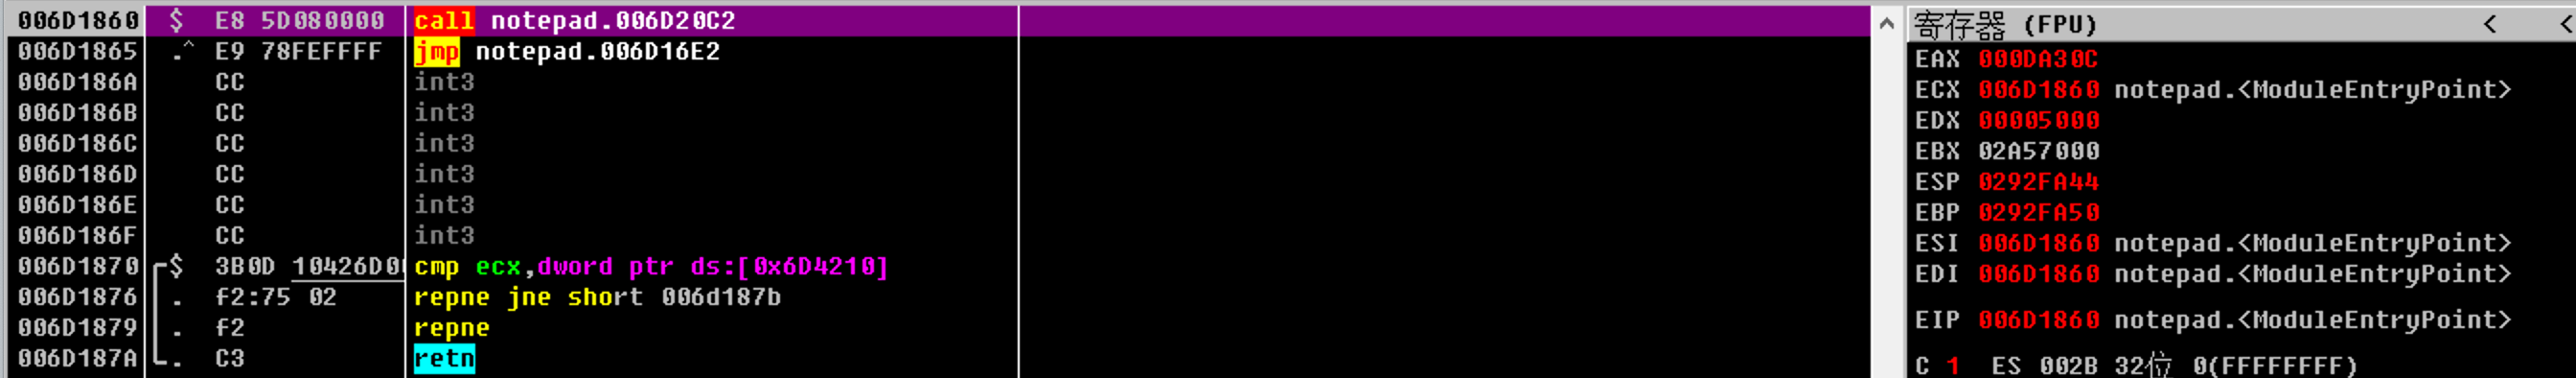 006D1860 $ E8 5D080000 call notepad.006D20C2
006D1865 .^ E9 78FEFFFF jmp notepad.006D16E2
006D186A CC int3
006D186B CC int3
006D186C CC int3
006D186D CC int3
006D186E CC int3
006D186F CC int3
006D1870 $ 3B0D 10426D0 cmp ecx,dword ptr ds:[0x6D4210]
006D1876 . f2:75 02 repne jne short 006d187b
006D1879 . f2 repne
006D187A . C3 retn
寄存器 (FPU) < <
EAX 000DA30C
ECX 006D1860 notepad.<ModuleEntryPoint>
EDX 00005000
EBX 02A57000
ESP 0292FA44
EBP 0292FA50
ESI 006D1860 notepad.<ModuleEntryPoint>
EDI 006D1860 notepad.<ModuleEntryPoint>
EIP 006D1860 notepad.<ModuleEntryPoint>
C 1 ES 002B 32位 0(FFFFFFFF)